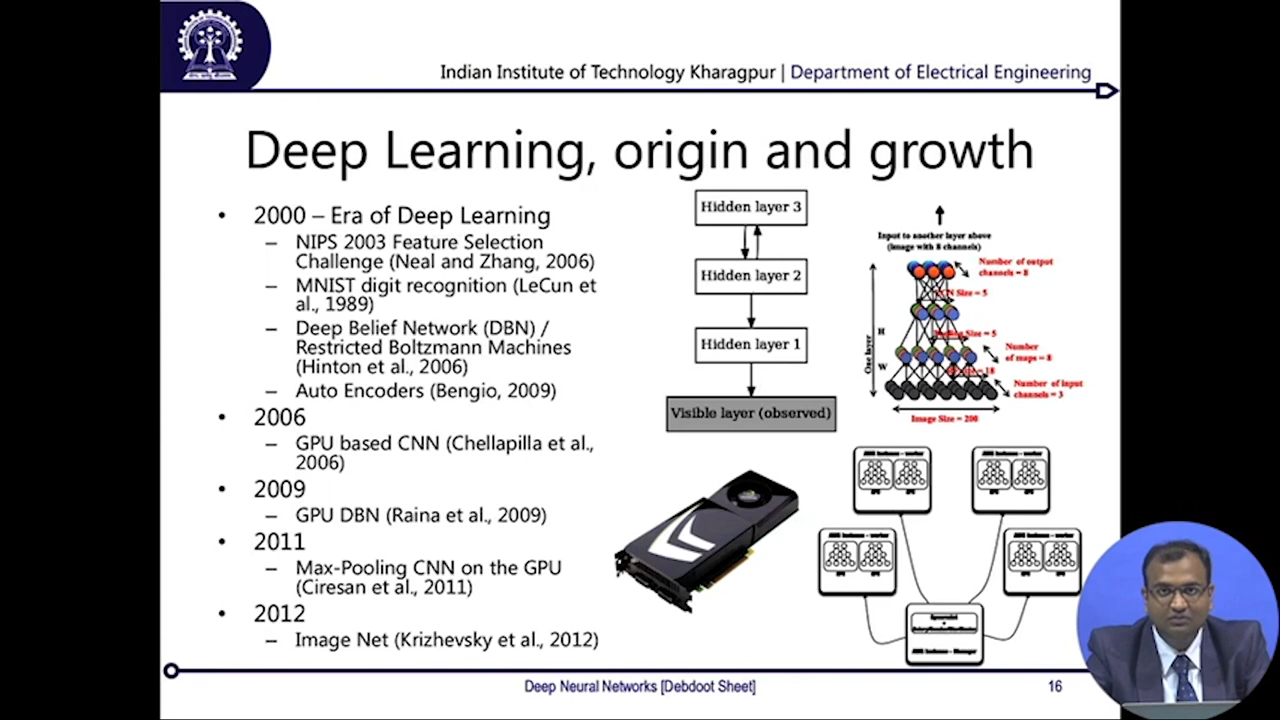 Indian Institute of Technology Kharagpur | Department of Electrical Engineering
Deep Learning, origin and growth
• 2000 – Era of Deep Learning
– NIPS 2003 Feature Selection
Challenge (Neal and Zhang, 2006)
– MNIST digit recognition (LeCun et
al., 1989)
– Deep Belief Network (DBN) /
Restricted Boltzmann Machines
(Hinton et al., 2006)
– Auto Encoders (Bengio, 2009)
• 2006
– GPU based CNN (Chellapilla et al.,
2006)
• 2009
– GPU DBN (Raina et al., 2009)
• 2011
– Max-Pooling CNN on the GPU
(Ciresan et al., 2011)
• 2012
– Image Net (Krizhevsky et al., 2012)
Hidden layer 3
Hidden layer 2
Hidden layer 1
Visible layer (observed)
Input to another layer above
(image with 8 channels)
Number of output
channels = 8
Size = 5
Size = 5
Number
of maps = 8
= 18
Number of input
channels = 3
One layer
H
W
Image Size = 200
Deep Neural Networks [Debdoot Sheet]
16